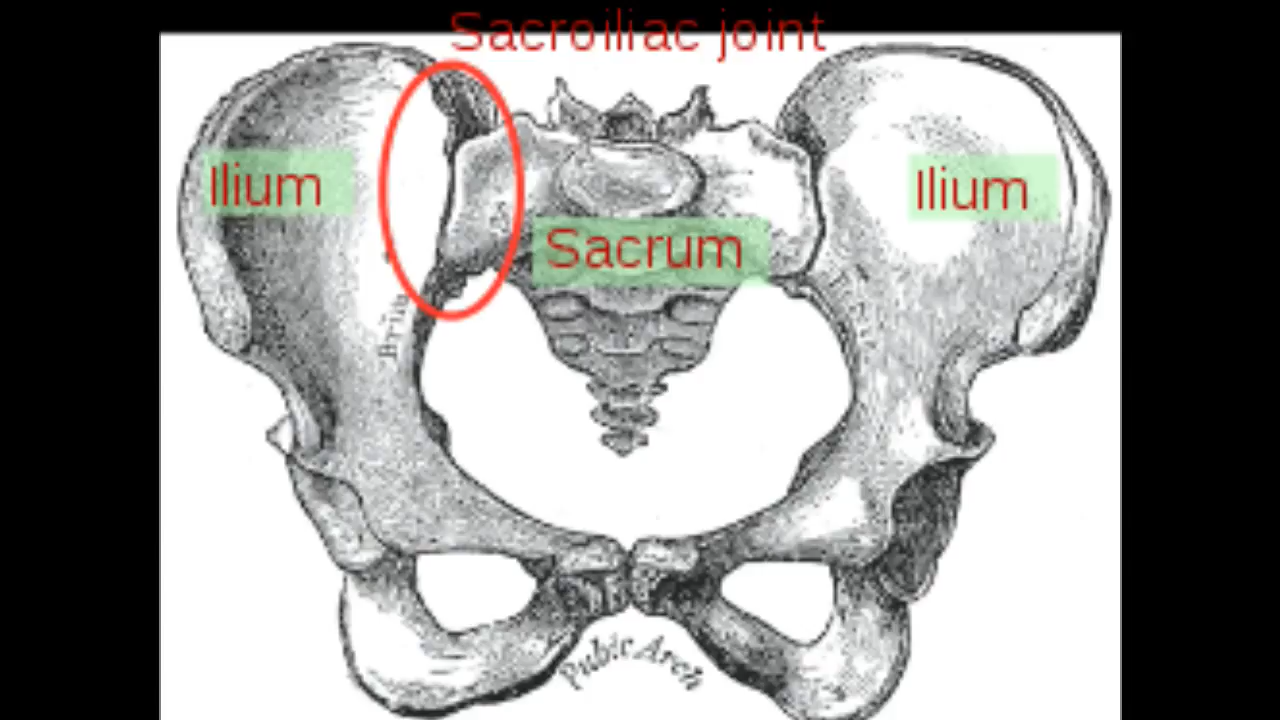 Sacroiliac joint
Ilium
Ilium
Sacrum
Brim
Pubic Arch